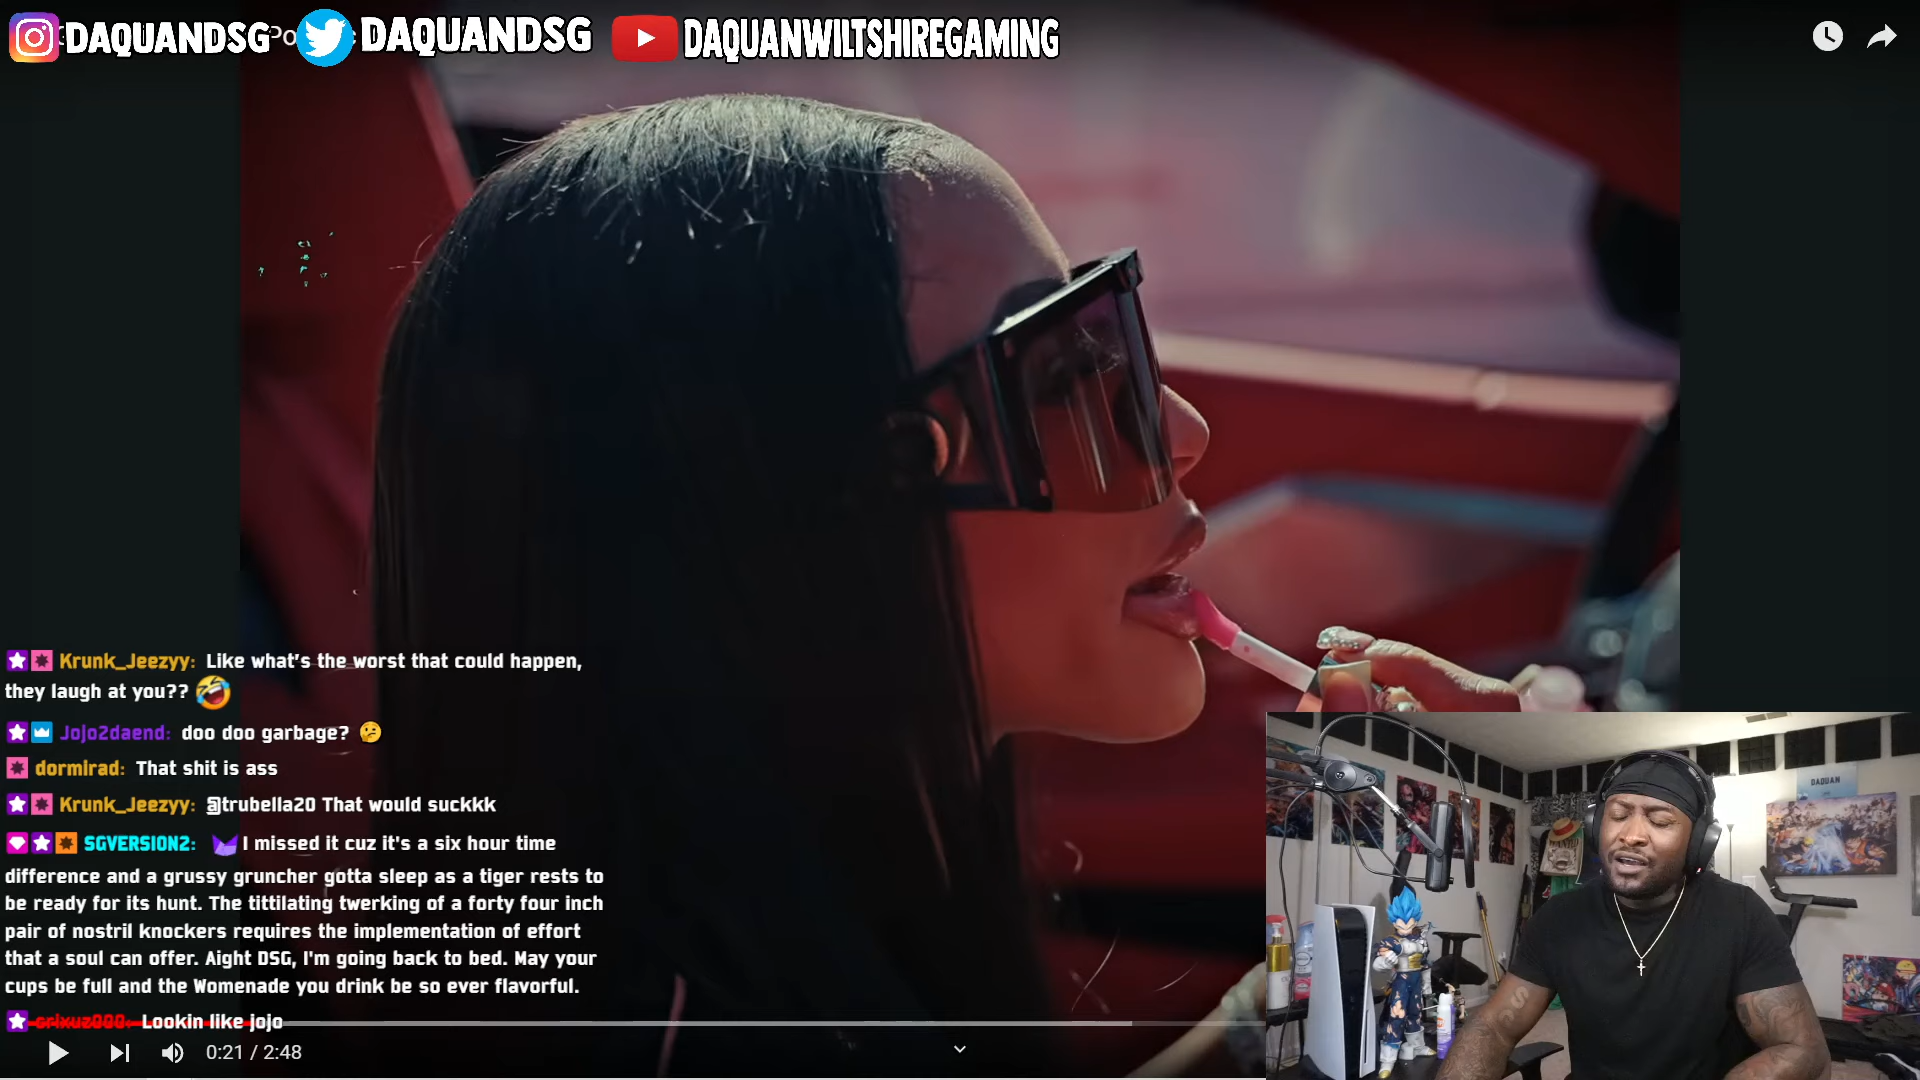 DAQUANDSG
Po
DAQUANDSG
DAQUANWILTSHIREGAMING
Krunk_Jeezyy: Like what's the worst that could happen,
they laugh at you?? 🤣
Jojo2daend: doo doo garbage? 🤔
dormirad: That shit is ass
Krunk_Jeezyy: @trubella20 That would suckkk
SGVERSION2: I missed it cuz it's a six hour time
difference and a grussy gruncher gotta sleep as a tiger rests to
be ready for its hunt. The tittilating twerking of a forty four inch
pair of nostril knockers requires the implementation of effort
that a soul can offer. Aight DSG, I'm going back to bed. May your
cups be full and the Womenade you drink be so ever flavorful.
Lookin like jojo
0:21 / 2:48
DAQUAN